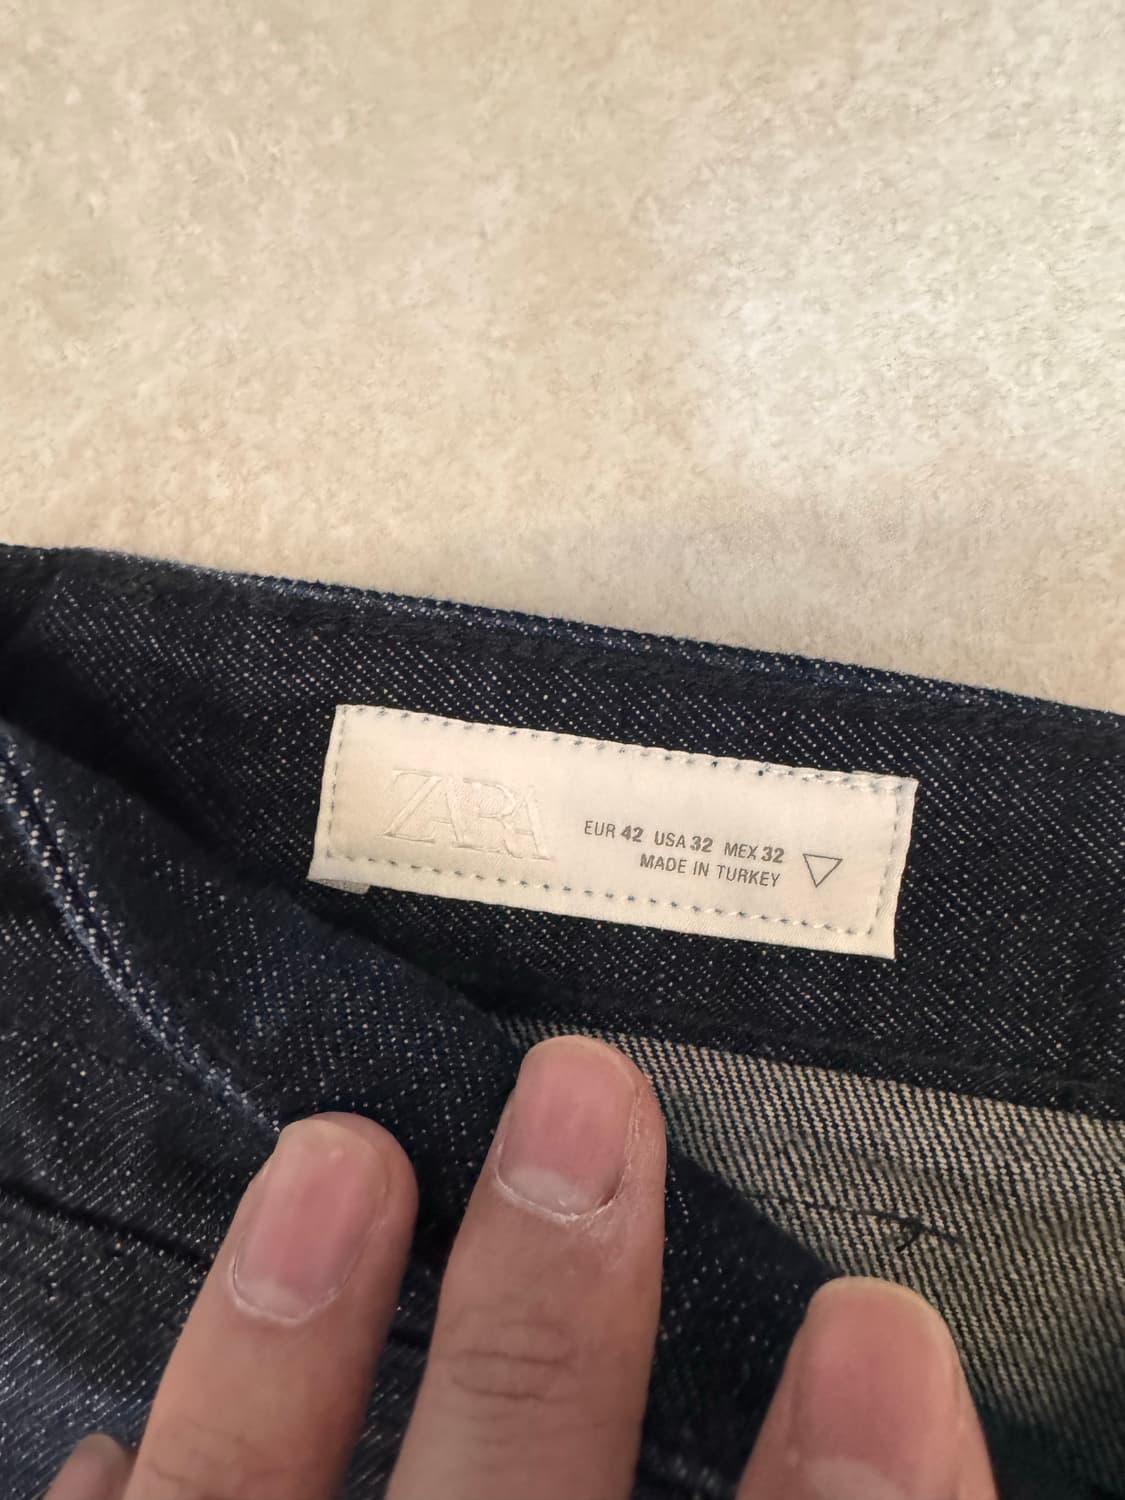 ZARA
EUR 42 USA 32 MEX 32
MADE IN TURKEY